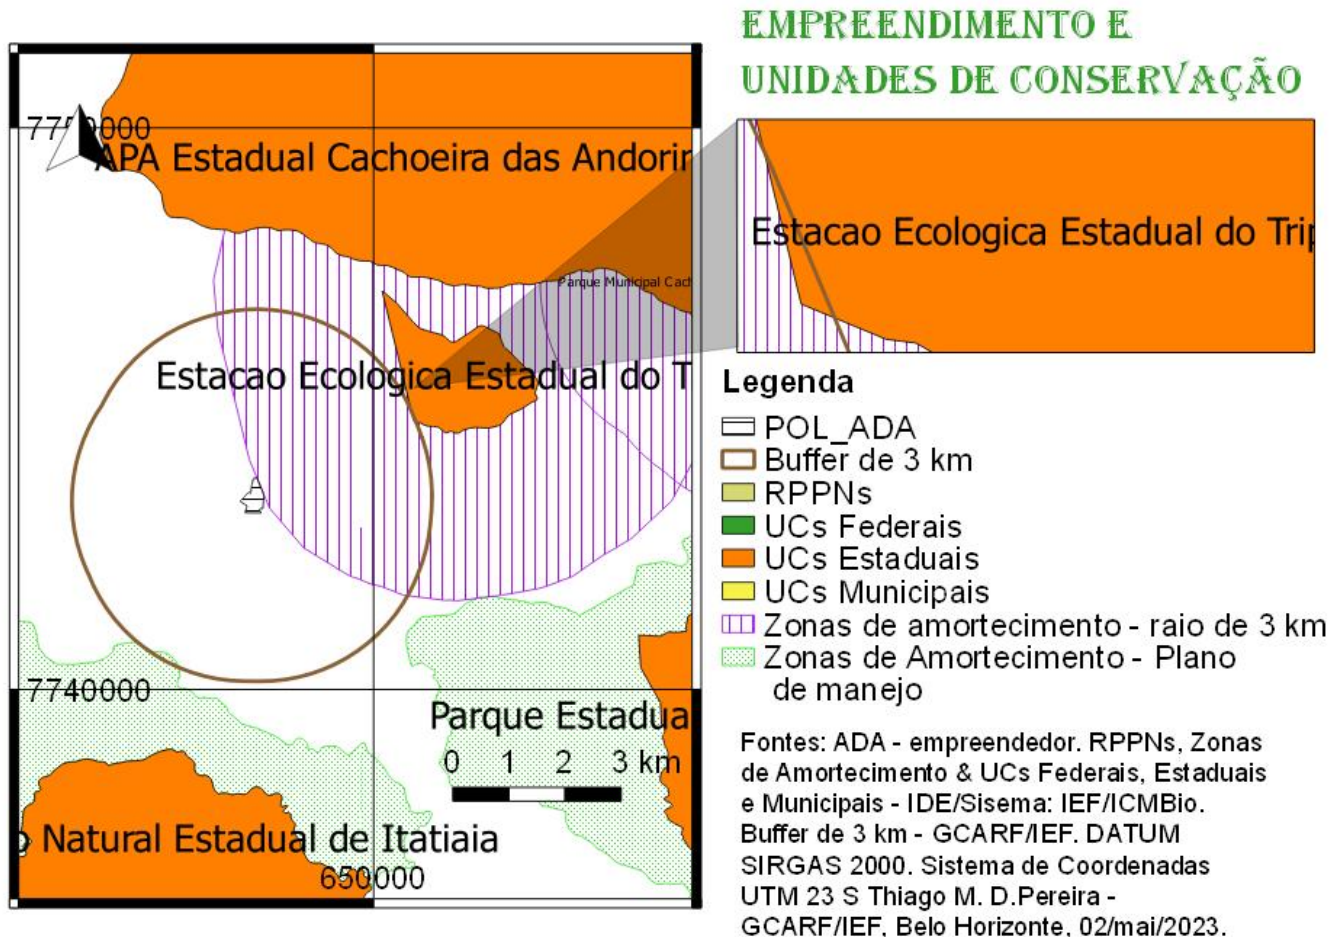 EMPREENDIMENTO E
UNIDADES DE CONSERVAÇÃO
7750000
APA Estadual Cachoeira das Andorin
Parque Municipal Cach
Estacao Ecologica Estadual do T
7740000
Parque Estadua
0 1 2 3 km
o Natural Estadual de Itatiaia
650000
Estacao Ecologica Estadual do Trip
Legenda
POL_ADA
Buffer de 3 km
RPPNs
UCs Federais
UCs Estaduais
UCs Municipais
Zonas de amortecimento - raio de 3 km
Zonas de Amortecimento - Plano
de manejo
Fontes: ADA - empreendedor. RPPNs, Zonas
de Amortecimento & UCs Federais, Estaduais
e Municipais - IDE/Sisema: IEF/ICMBio.
Buffer de 3 km - GCARF/IEF. DATUM
SIRGAS 2000. Sistema de Coordenadas
UTM 23 S Thiago M. D.Pereira -
GCARF/IEF, Belo Horizonte, 02/mai/2023.